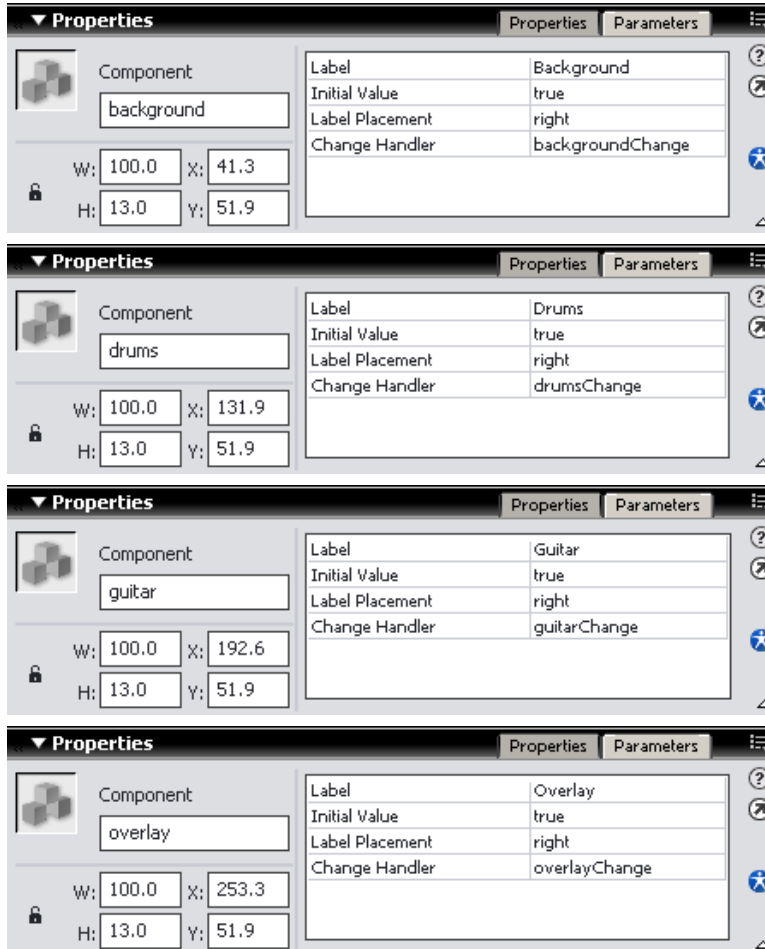 Properties Properties Parameters
Component
background
W: 100.0 X: 41.3
H: 13.0 Y: 51.9
Label Background
Initial Value true
Label Placement right
Change Handler backgroundChange
Properties Properties Parameters
Component
drums
W: 100.0 X: 131.9
H: 13.0 Y: 51.9
Label Drums
Initial Value true
Label Placement right
Change Handler drumsChange
Properties Properties Parameters
Component
guitar
W: 100.0 X: 192.6
H: 13.0 Y: 51.9
Label Guitar
Initial Value true
Label Placement right
Change Handler guitarChange
Properties Properties Parameters
Component
overlay
W: 100.0 X: 253.3
H: 13.0 Y: 51.9
Label Overlay
Initial Value true
Label Placement right
Change Handler overlayChange